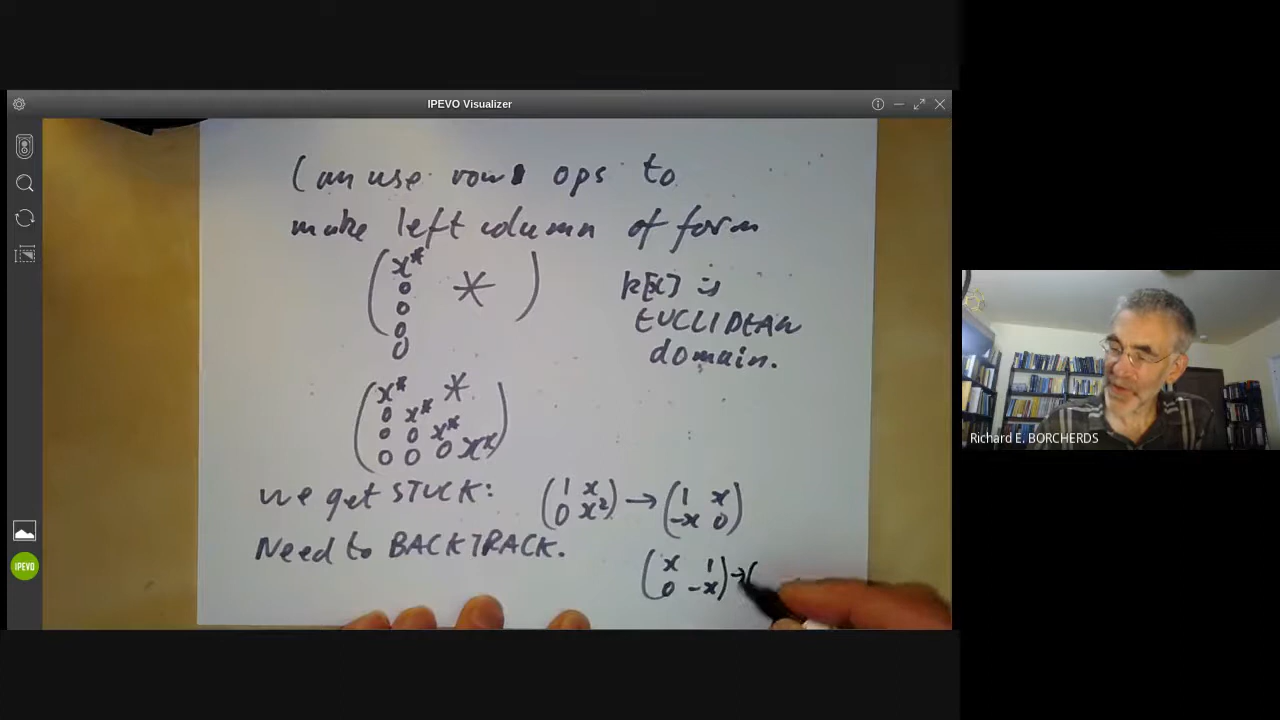 IPEVO Visualizer
Can use row ops to
make left column of form
( x* 0 0 0 0 * )
k[x] is
EUCLIDEAN
domain.
( x* *
0 x*
0 0 x*
0 0 0 x* )
we get STUCK: (1 x
0 x²) → (1 x
-x 0)
Need to BACKTRACK.
(x 1
0 -x) → (
Richard E. BORCHERDS
IPEVO